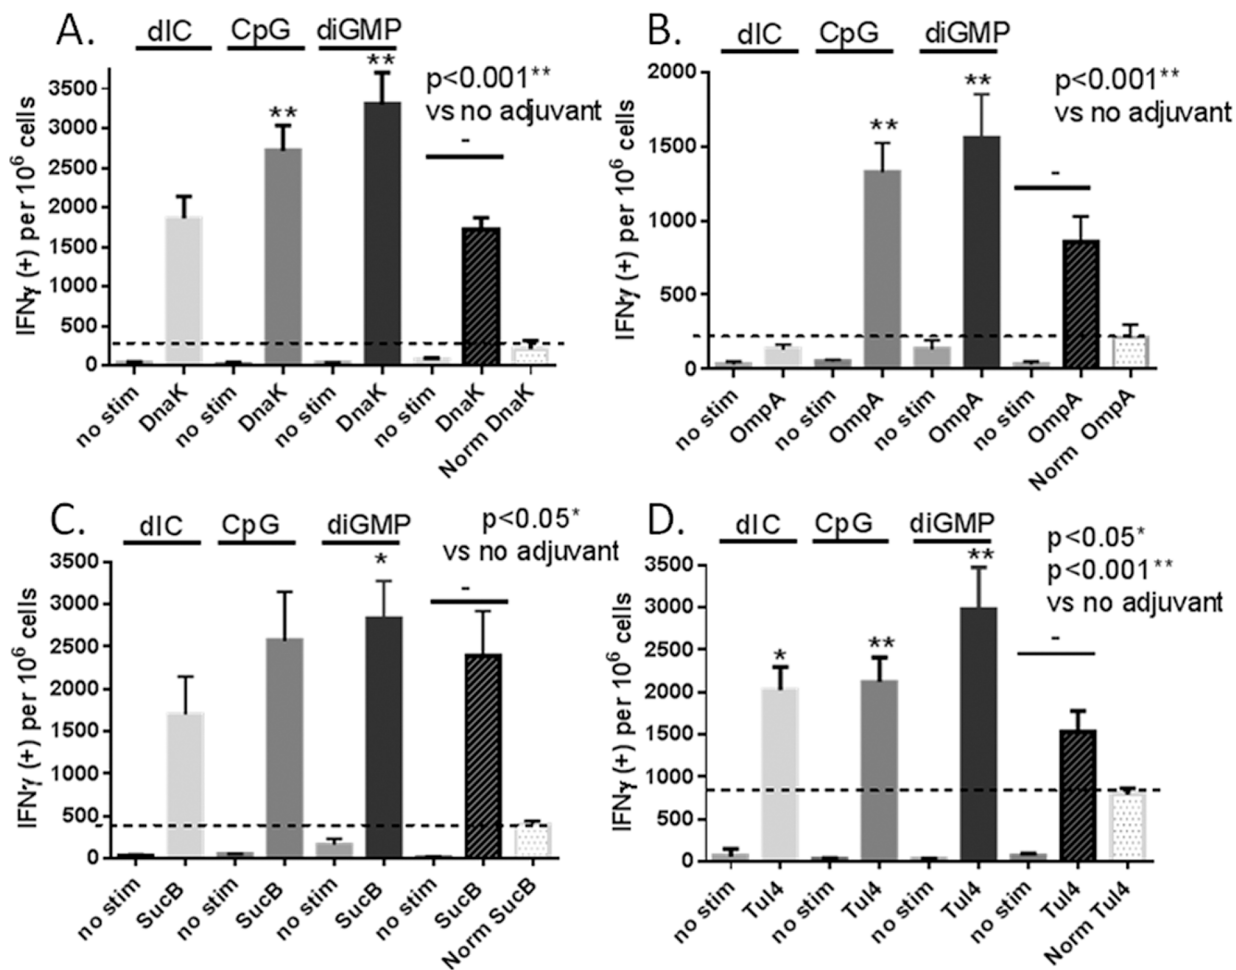 A.
dIC CpG diGMP
** **
p<0.001**
vs no adjuvant
-
IFNγ (+) per 10⁶ cells
3500
3000
2500
2000
1500
1000
500
0
no stim DnaK no stim DnaK no stim DnaK no stim DnaK Norm DnaK
B.
dIC CpG diGMP
** **
p<0.001**
vs no adjuvant
-
IFNγ (+) per 10⁶ cells
2000
1500
1000
500
0
no stim OmpA no stim OmpA no stim OmpA no stim OmpA Norm OmpA
C.
dIC CpG diGMP
*
p<0.05*
vs no adjuvant
-
IFNγ (+) per 10⁶ cells
3500
3000
2500
2000
1500
1000
500
0
no stim SucB no stim SucB no stim SucB no stim SucB Norm SucB
D.
dIC CpG diGMP
* ** **
p<0.05*
p<0.001**
vs no adjuvant
-
IFNγ (+) per 10⁶ cells
3500
3000
2500
2000
1500
1000
500
0
no stim Tul4 no stim Tul4 no stim Tul4 no stim Tul4 Norm Tul4